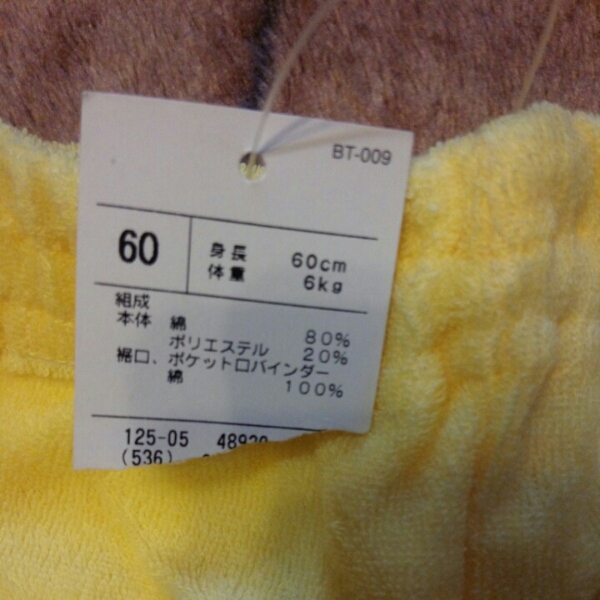 BT-009
60 身長 60cm
体重 6kg
組成
本体 綿 80%
ポリエステル 20%
裾口、ポケット口バインダー
綿 100%
125-05
(536)